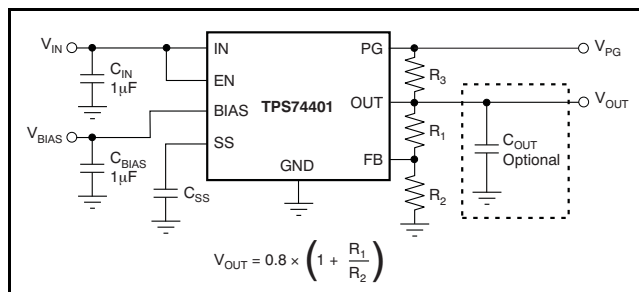 V_IN
C_IN
1μF
V_BIAS
C_BIAS
1μF
C_SS
IN
EN
BIAS
SS
TPS74401
GND
PG
OUT
FB
R_3
R_1
R_2
V_PG
V_OUT
C_OUT
Optional
V_OUT = 0.8 × (1 + R_1/R_2)